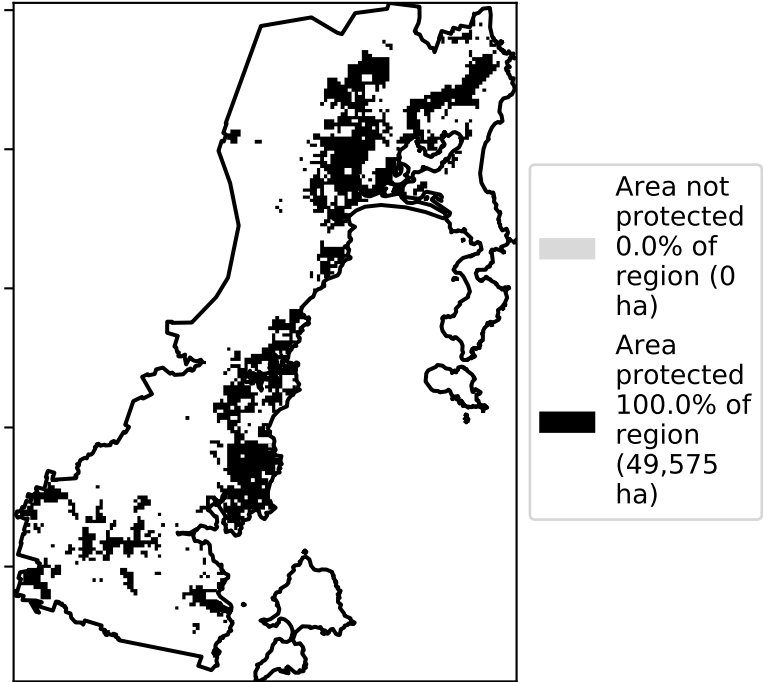 Area not
protected
0.0% of
region (0
ha)
Area
protected
100.0% of
region
(49,575
ha)